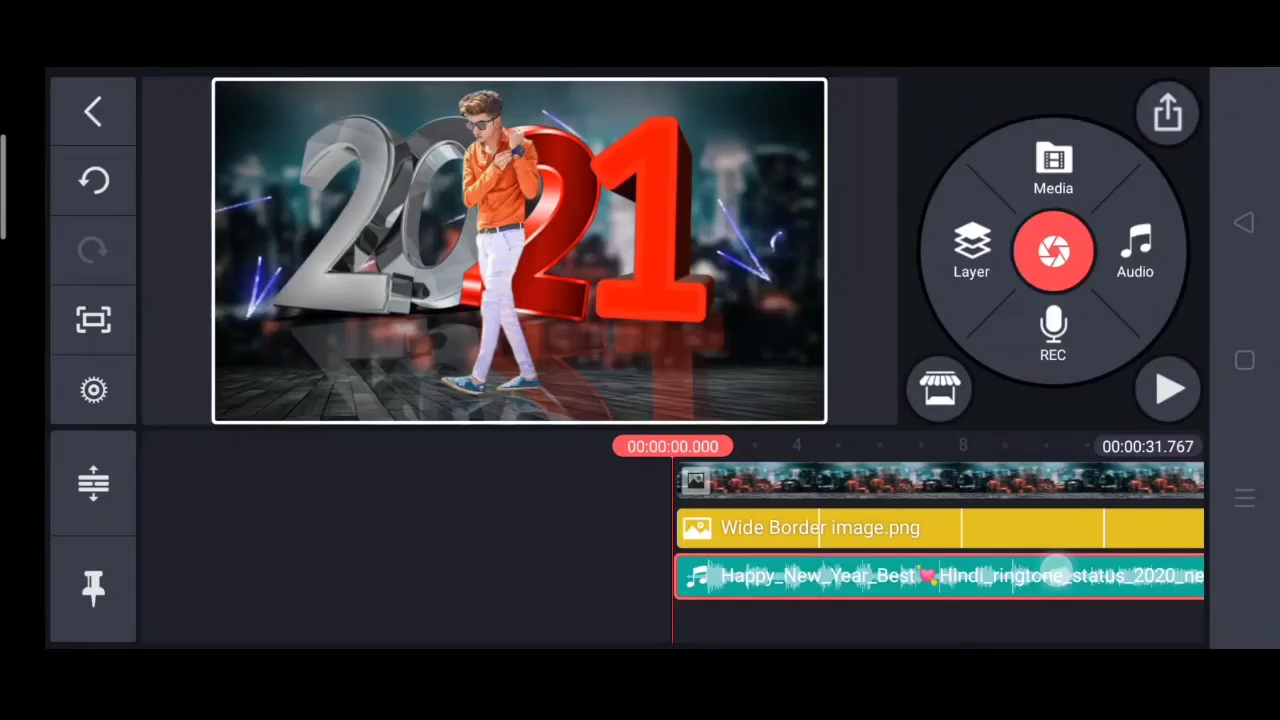 2021
Media
Layer
Audio
REC
00:00:00.000
4
8
00:00:31.767
Wide Border image.png
Happy_New_Year_Best💘Hindi_ringtone_status_2020_ne